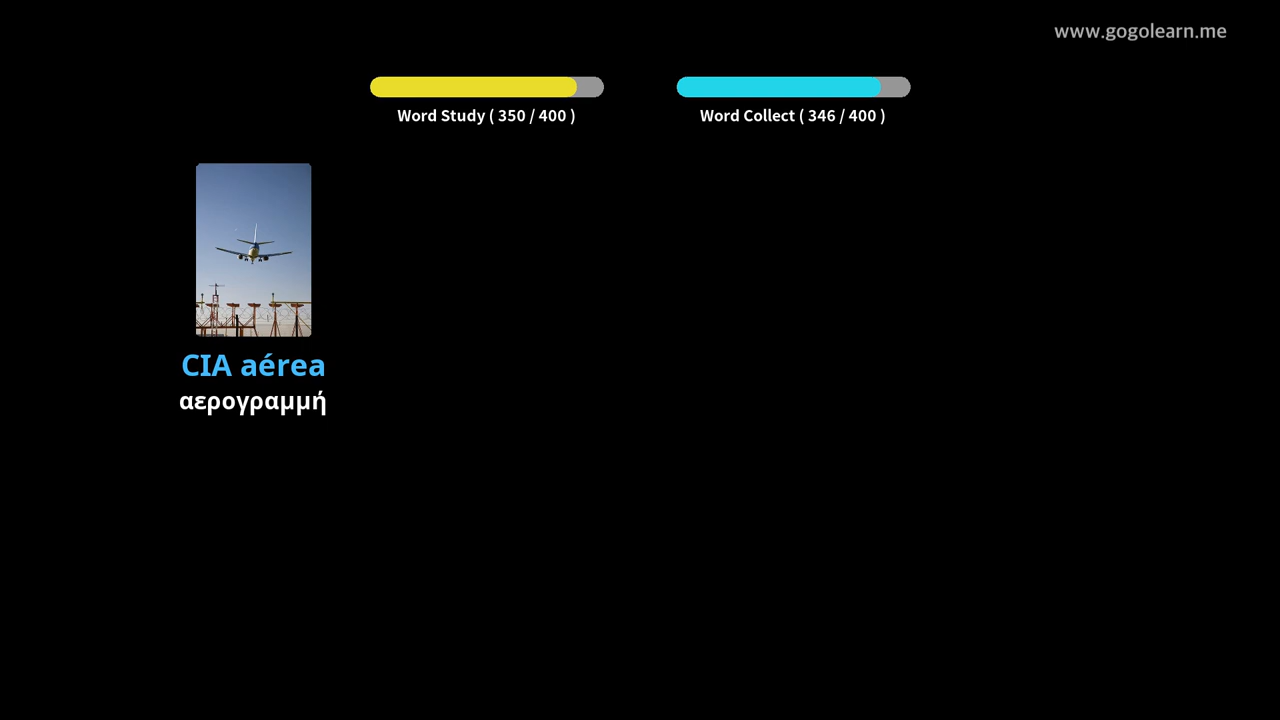 www.gogolearn.me
Word Study ( 350 / 400 )
Word Collect ( 346 / 400 )
CIA aérea
αερογραμμή